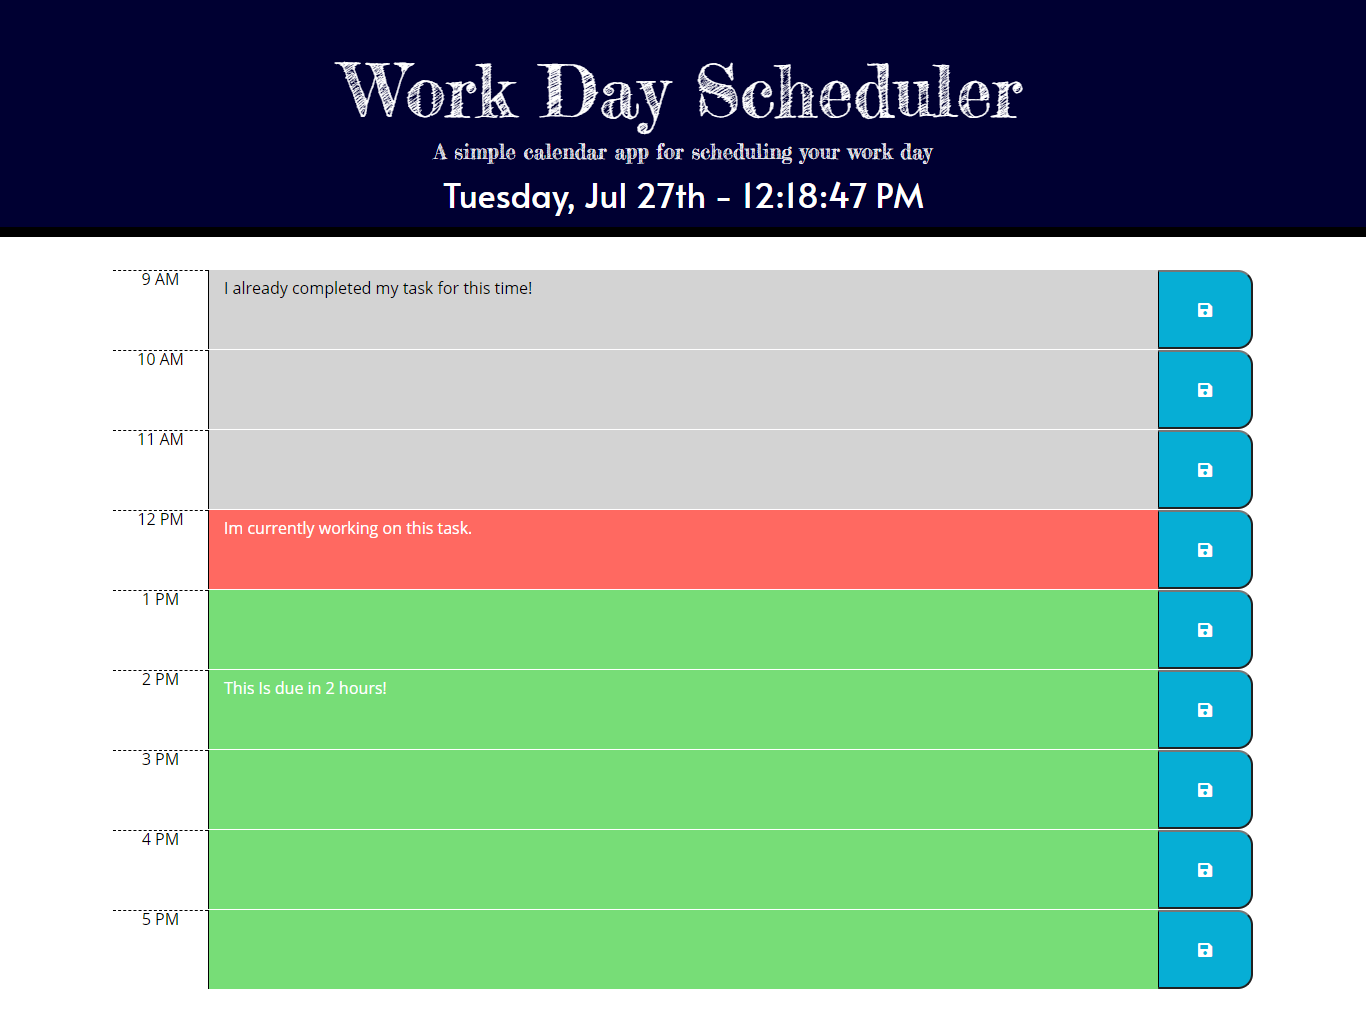 Work Day Scheduler
A simple calendar app for scheduling your work day
Tuesday, Jul 27th - 12:18:47 PM
9 AM
I already completed my task for this time!
10 AM
11 AM
12 PM
Im currently working on this task.
1 PM
2 PM
This Is due in 2 hours!
3 PM
4 PM
5 PM